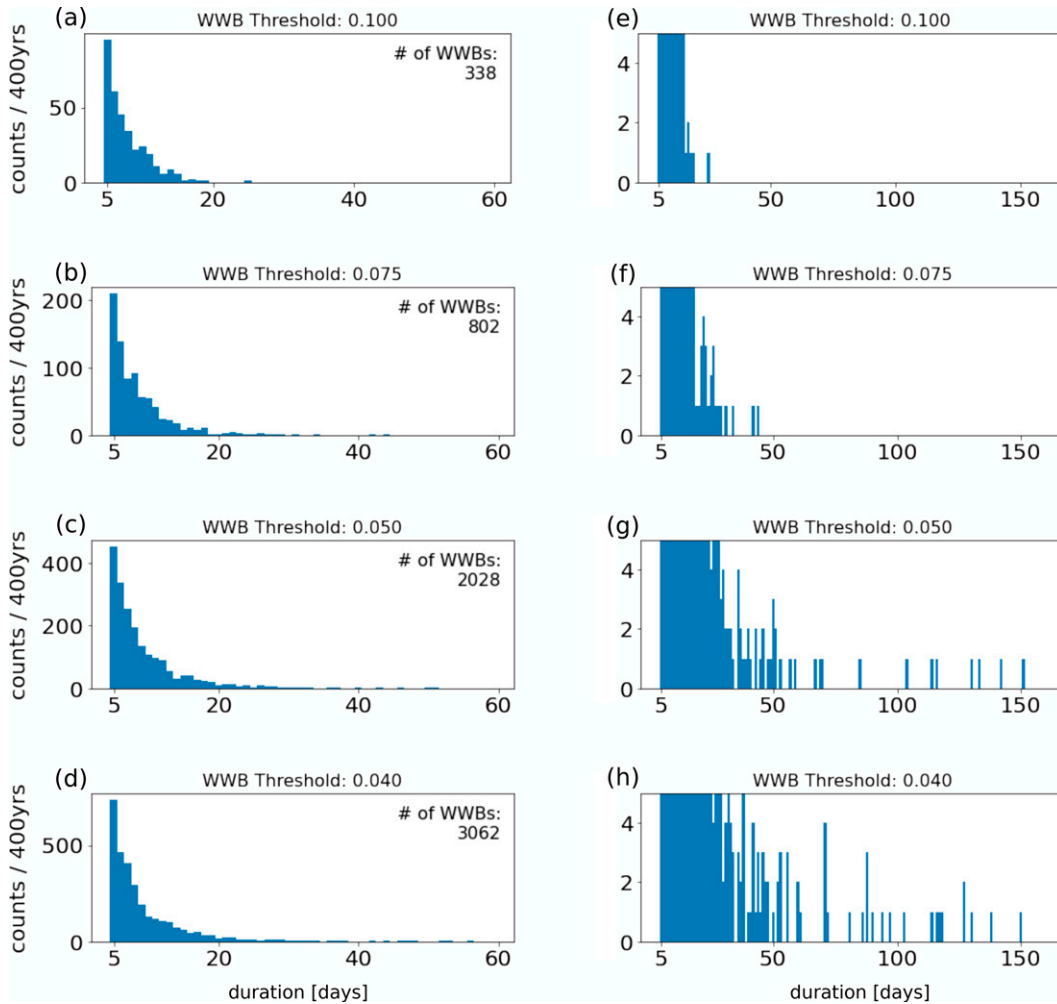 (a)
WWB Threshold: 0.100
counts / 400yrs
50
0
# of WWBs:
338
5 20 40 60
(e)
WWB Threshold: 0.100
4
2
0
5 50 100 150
(b)
WWB Threshold: 0.075
counts / 400yrs
200
100
0
# of WWBs:
802
5 20 40 60
(f)
WWB Threshold: 0.075
4
2
0
5 50 100 150
(c)
WWB Threshold: 0.050
counts / 400yrs
400
200
0
# of WWBs:
2028
5 20 40 60
(g)
WWB Threshold: 0.050
4
2
0
5 50 100 150
(d)
WWB Threshold: 0.040
counts / 400yrs
500
0
# of WWBs:
3062
5 20 40 60
duration [days]
(h)
WWB Threshold: 0.040
4
2
0
5 50 100 150
duration [days]